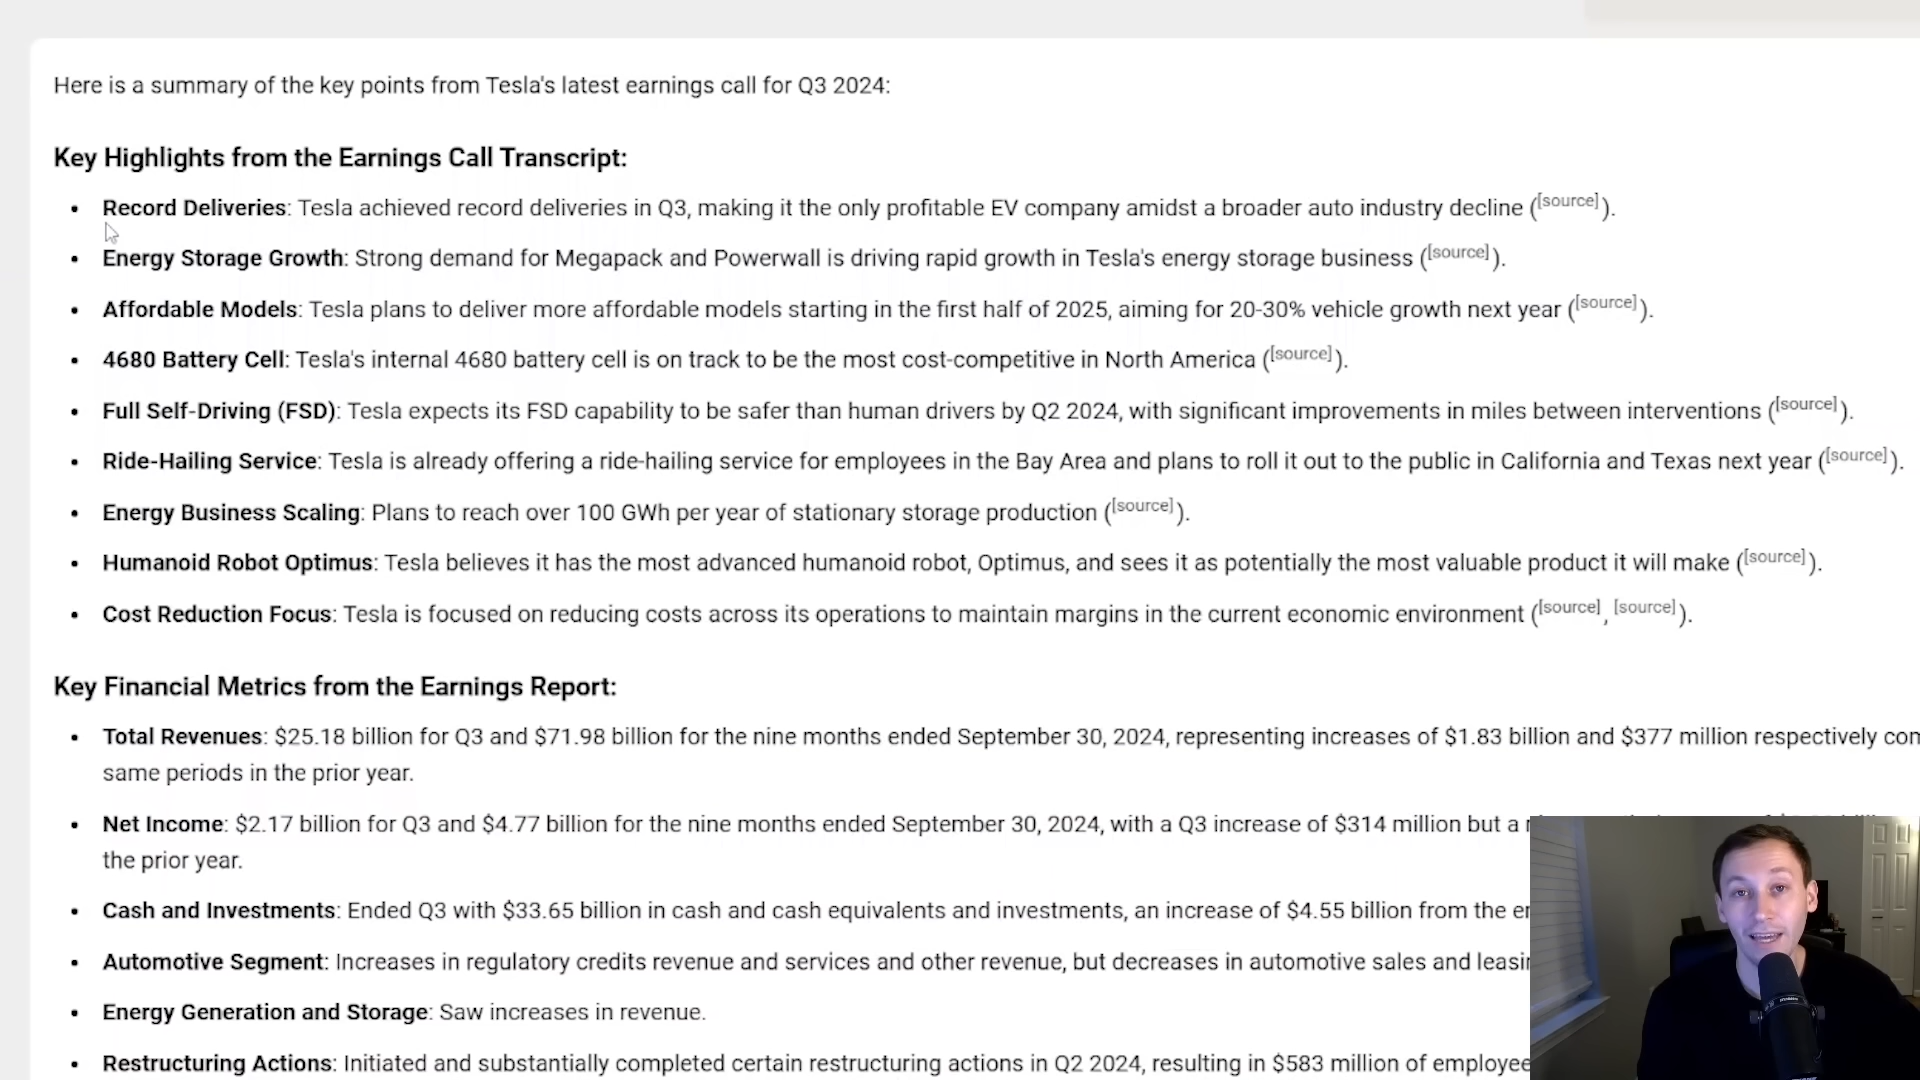 Here is a summary of the key points from Tesla's latest earnings call for Q3 2024:
Key Highlights from the Earnings Call Transcript:
• Record Deliveries: Tesla achieved record deliveries in Q3, making it the only profitable EV company amidst a broader auto industry decline ([source]).
• Energy Storage Growth: Strong demand for Megapack and Powerwall is driving rapid growth in Tesla's energy storage business ([source]).
• Affordable Models: Tesla plans to deliver more affordable models starting in the first half of 2025, aiming for 20-30% vehicle growth next year ([source]).
• 4680 Battery Cell: Tesla's internal 4680 battery cell is on track to be the most cost-competitive in North America ([source]).
• Full Self-Driving (FSD): Tesla expects its FSD capability to be safer than human drivers by Q2 2024, with significant improvements in miles between interventions ([source]).
• Ride-Hailing Service: Tesla is already offering a ride-hailing service for employees in the Bay Area and plans to roll it out to the public in California and Texas next year ([source]).
• Energy Business Scaling: Plans to reach over 100 GWh per year of stationary storage production ([source]).
• Humanoid Robot Optimus: Tesla believes it has the most advanced humanoid robot, Optimus, and sees it as potentially the most valuable product it will make ([source]).
• Cost Reduction Focus: Tesla is focused on reducing costs across its operations to maintain margins in the current economic environment ([source], [source]).
Key Financial Metrics from the Earnings Report:
• Total Revenues: $25.18 billion for Q3 and $71.98 billion for the nine months ended September 30, 2024, representing increases of $1.83 billion and $377 million respectively
same periods in the prior year.
• Net Income: $2.17 billion for Q3 and $4.77 billion for the nine months ended September 30, 2024, with a Q3 increase of $314 million but a
the prior year.
• Cash and Investments: Ended Q3 with $33.65 billion in cash and cash equivalents and investments, an increase of $4.55 billion from the
• Automotive Segment: Increases in regulatory credits revenue and services and other revenue, but decreases in automotive sales and
• Energy Generation and Storage: Saw increases in revenue.
• Restructuring Actions: Initiated and substantially completed certain restructuring actions in Q2 2024, resulting in $583 million of